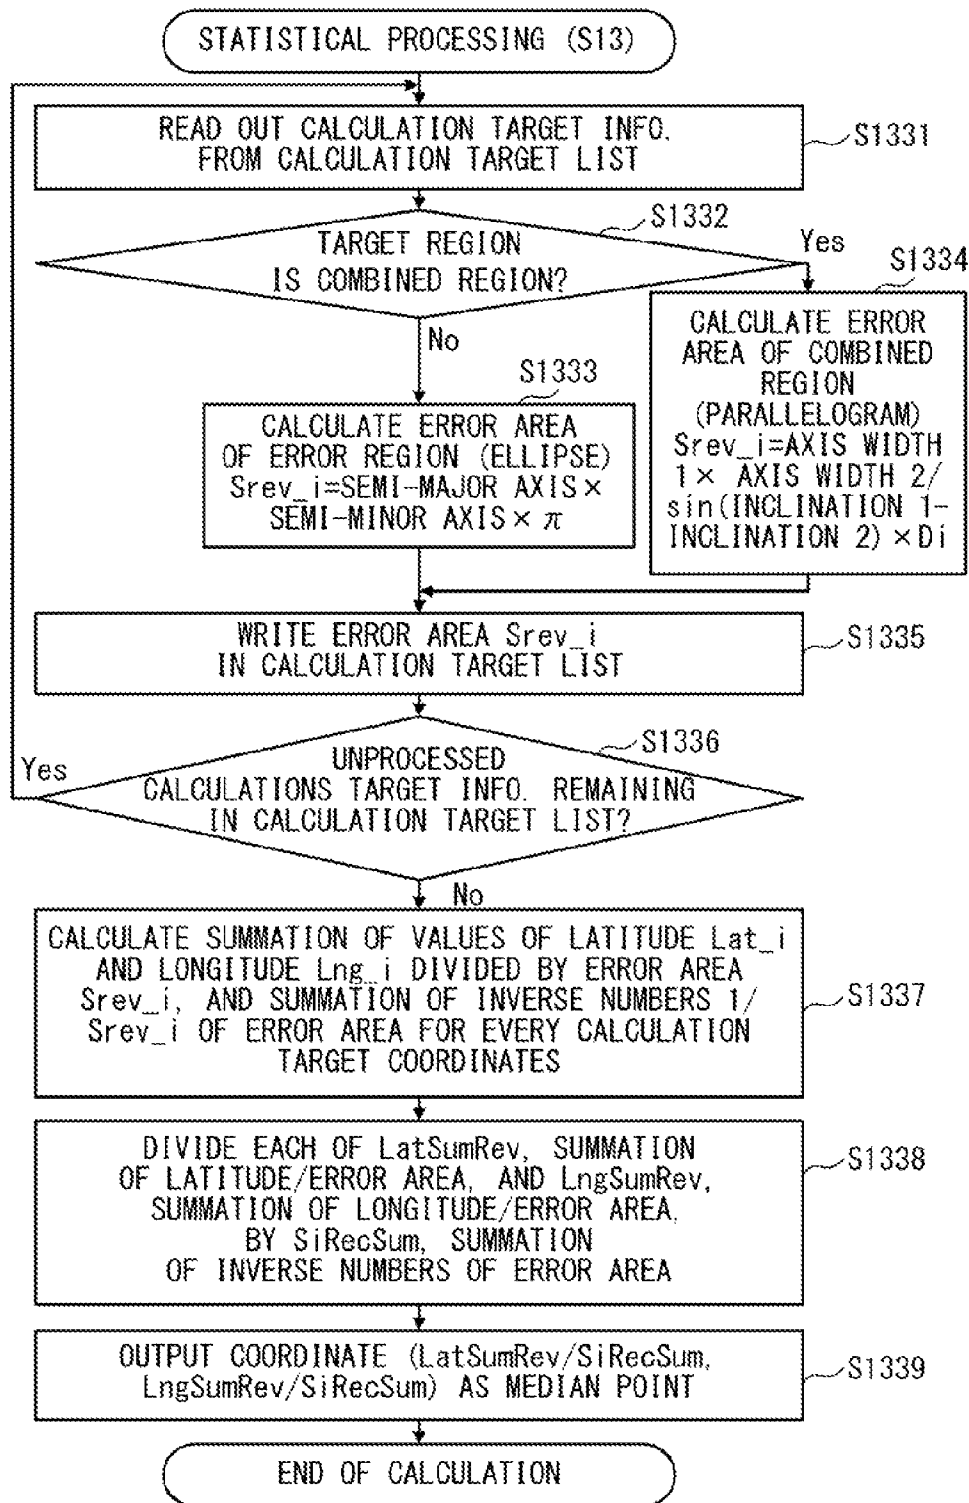 STATISTICAL PROCESSING (S13)
READ OUT CALCULATION TARGET INFO.
FROM CALCULATION TARGET LIST
S1331
S1332
TARGET REGION
IS COMBINED REGION?
Yes
No
S1334
CALCULATE ERROR
AREA OF COMBINED
REGION
(PARALLELOGRAM)
Srev_i=AXIS WIDTH
1× AXIS WIDTH 2/
sin(INCLINATION 1-
INCLINATION 2)×Di
S1333
CALCULATE ERROR AREA
OF ERROR REGION (ELLIPSE)
Srev_i=SEMI-MAJOR AXIS×
SEMI-MINOR AXIS×π
WRITE ERROR AREA Srev_i
IN CALCULATION TARGET LIST
S1335
S1336
Yes
UNPROCESSED
CALCULATIONS TARGET INFO. REMAINING
IN CALCULATION TARGET LIST?
No
CALCULATE SUMMATION OF VALUES OF LATITUDE Lat_i
AND LONGITUDE Lng_i DIVIDED BY ERROR AREA
Srev_i, AND SUMMATION OF INVERSE NUMBERS 1/
Srev_i OF ERROR AREA FOR EVERY CALCULATION
TARGET COORDINATES
S1337
DIVIDE EACH OF LatSumRev, SUMMATION
OF LATITUDE/ERROR AREA, AND LngSumRev,
SUMMATION OF LONGITUDE/ERROR AREA,
BY SiRecSum, SUMMATION
OF INVERSE NUMBERS OF ERROR AREA
S1338
OUTPUT COORDINATE (LatSumRev/SiRecSum,
LngSumRev/SiRecSum) AS MEDIAN POINT
S1339
END OF CALCULATION